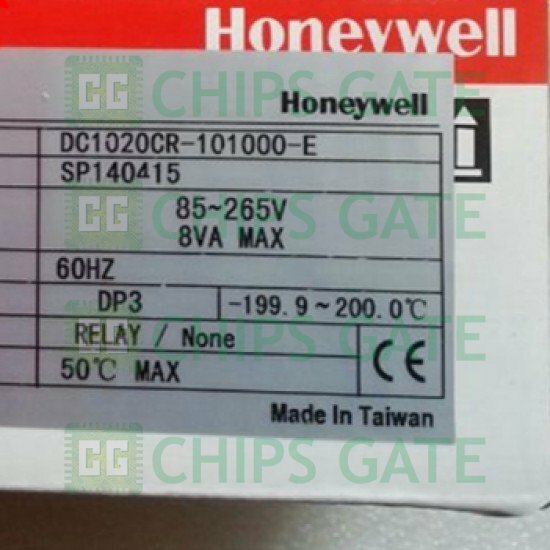 Honeywell
CG CHIPS GATE
Honeywell
DC1020CR-101000-E
SP140415
85~265V
CG CHIPS GATE
8VA MAX
60HZ
DP3 -199.9~200.0℃
RELAY / None
CG CHIPS GATE
CE
50℃ MAX
Made In Taiwan
CG CHIPS GATE